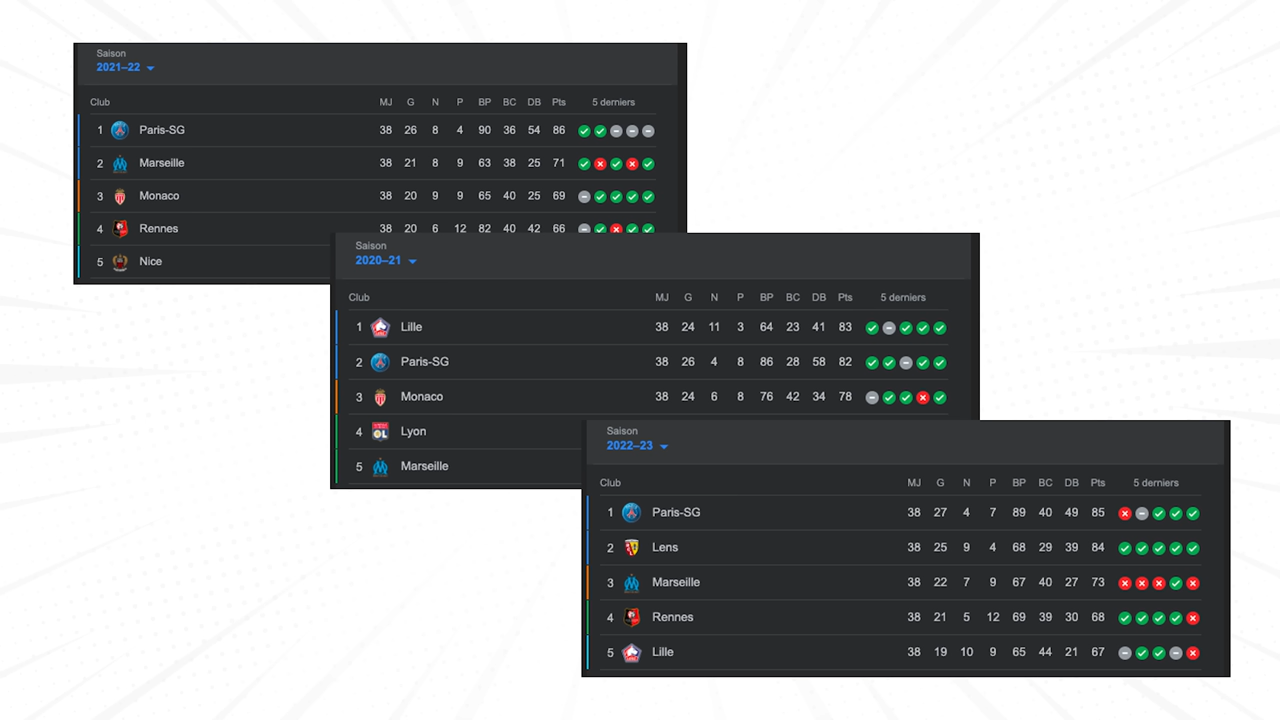 Saison
2021–22
Club MJ G N P BP BC DB Pts 5 derniers
1 Paris-SG 38 26 8 4 90 36 54 86
2 Marseille 38 21 8 9 63 38 25 71
3 Monaco 38 20 9 9 65 40 25 69
4 Rennes 38 20 6 12 82 40 42 66
5 Nice
Saison
2020–21
Club MJ G N P BP BC DB Pts 5 derniers
1 Lille 38 24 11 3 64 23 41 83
2 Paris-SG 38 26 4 8 86 28 58 82
3 Monaco 38 24 6 8 76 42 34 78
4 Lyon
5 Marseille
Saison
2022–23
Club MJ G N P BP BC DB Pts 5 derniers
1 Paris-SG 38 27 4 7 89 40 49 85
2 Lens 38 25 9 4 68 29 39 84
3 Marseille 38 22 7 9 67 40 27 73
4 Rennes 38 21 5 12 69 39 30 68
5 Lille 38 19 10 9 65 44 21 67